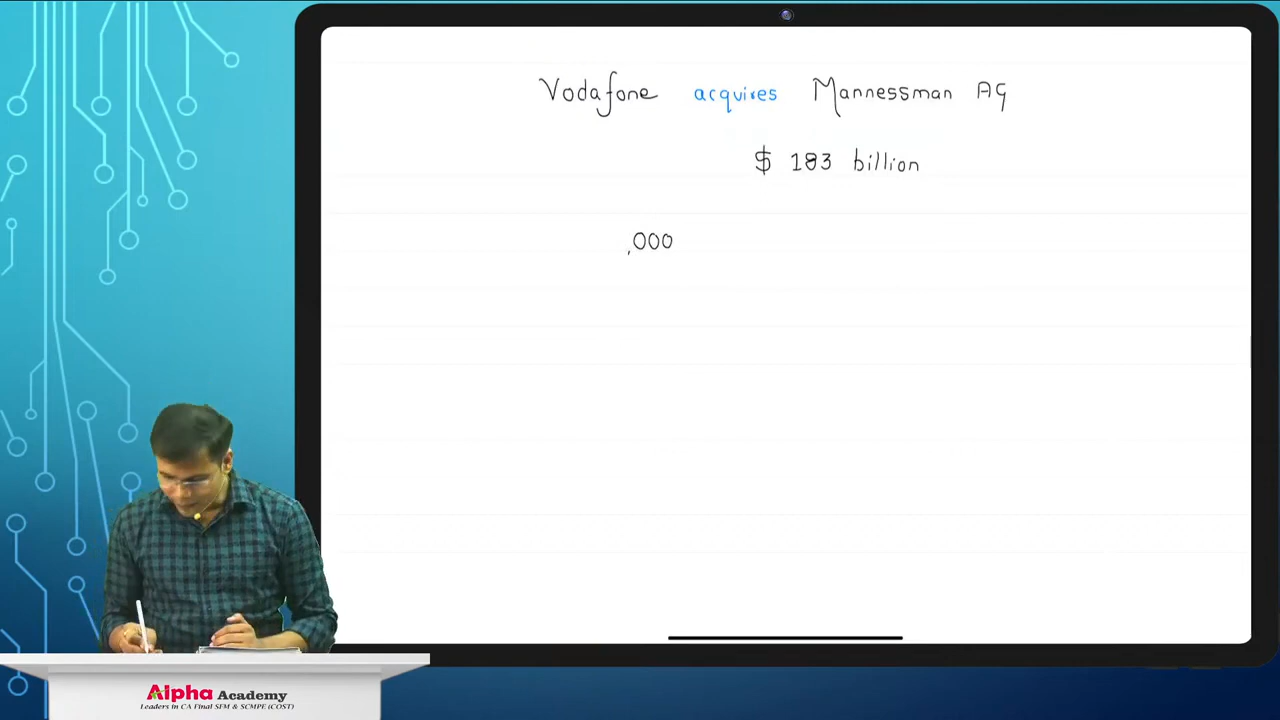 Vodafone acquires Mannessman AG
$ 183 billion
,000
Alpha Academy
Leaders in CA Final SFM & SCMPE (COST)